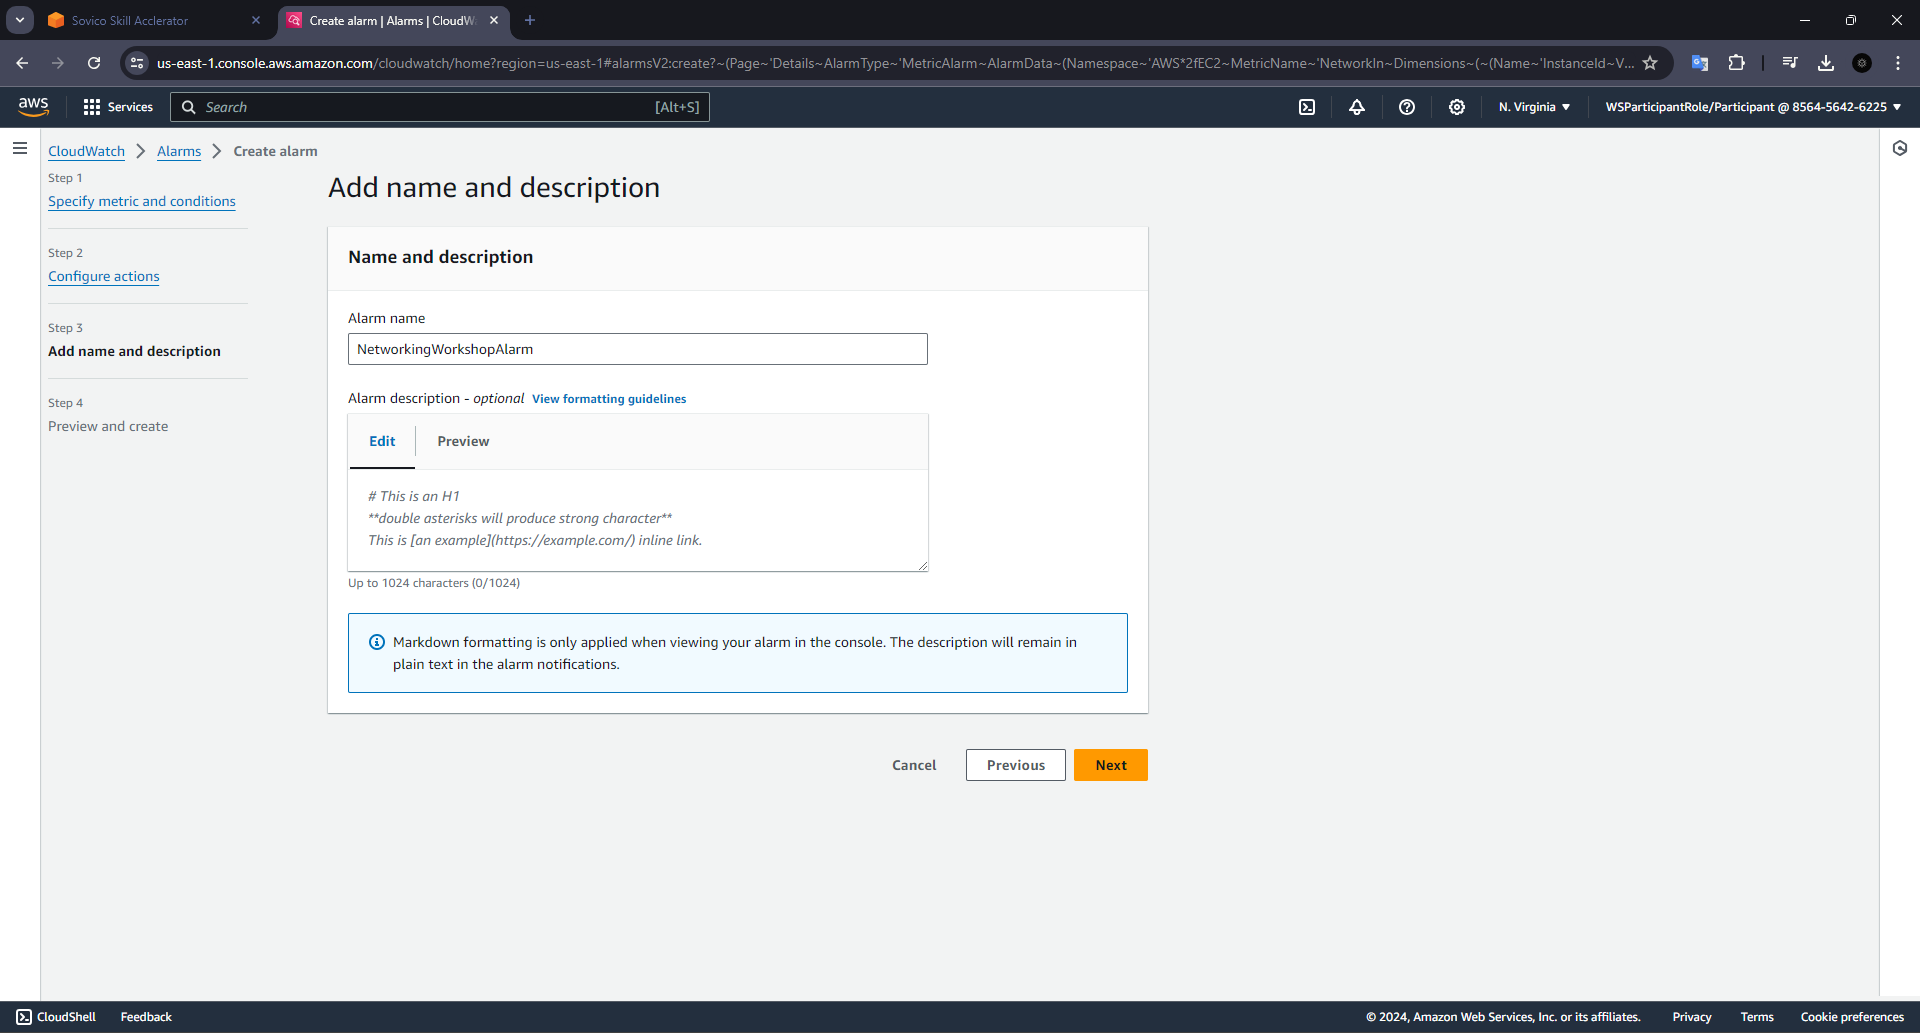 Sovico Skill Acclerator
Create alarm | Alarms | CloudW
us-east-1.console.aws.amazon.com/cloudwatch/home?region=us-east-1#alarmsV2:create?~(Page~'Details~AlarmType~'MetricAlarm~AlarmData~(Namespace~'AWS*2fEC2~MetricName~'NetworkIn~Dimensions~(~(Name~'InstanceId~V...
aws
Services
Search
[Alt+S]
N. Virginia
WSParticipantRole/Participant @ 8564-5642-6225
CloudWatch
Alarms
Create alarm
Step 1
Specify metric and conditions
Step 2
Configure actions
Step 3
Add name and description
Step 4
Preview and create
Add name and description
Name and description
Alarm name
NetworkingWorkshopAlarm
Alarm description - optional View formatting guidelines
Edit
Preview
# This is an H1
**double asterisks will produce strong character**
This is [an example](https://example.com/) inline link.
Up to 1024 characters (0/1024)
Markdown formatting is only applied when viewing your alarm in the console. The description will remain in
plain text in the alarm notifications.
Cancel
Previous
Next
CloudShell
Feedback
© 2024, Amazon Web Services, Inc. or its affiliates.
Privacy
Terms
Cookie preferences